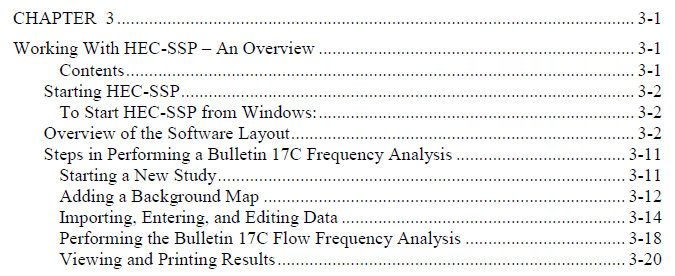 CHAPTER 3 ........ 3-1
Working With HEC-SSP – An Overview ........ 3-1
Contents ........ 3-1
Starting HEC-SSP ........ 3-2
To Start HEC-SSP from Windows: ........ 3-2
Overview of the Software Layout ........ 3-2
Steps in Performing a Bulletin 17C Frequency Analysis ........ 3-11
Starting a New Study ........ 3-11
Adding a Background Map ........ 3-12
Importing, Entering, and Editing Data ........ 3-14
Performing the Bulletin 17C Flow Frequency Analysis ........ 3-18
Viewing and Printing Results ........ 3-20